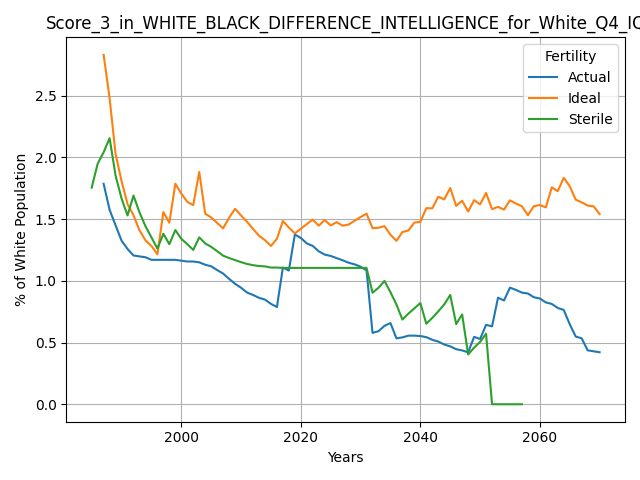 Score_3_in_WHITE_BLACK_DIFFERENCE_INTELLIGENCE_for_White_Q4_IQ
Fertility
Actual
Ideal
Sterile
% of White Population
2.5
2.0
1.5
1.0
0.5
0.0
2000
2020
2040
2060
Years